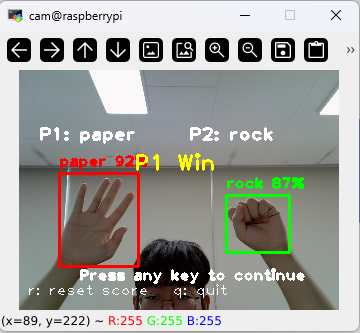 cam@raspberrypi
P1: paper P2: rock
paper 92 P1 Win
rock 87%
Press any key to continue
r: reset score q: quit
(x=89, y=222) ~ R:255 G:255 B:255